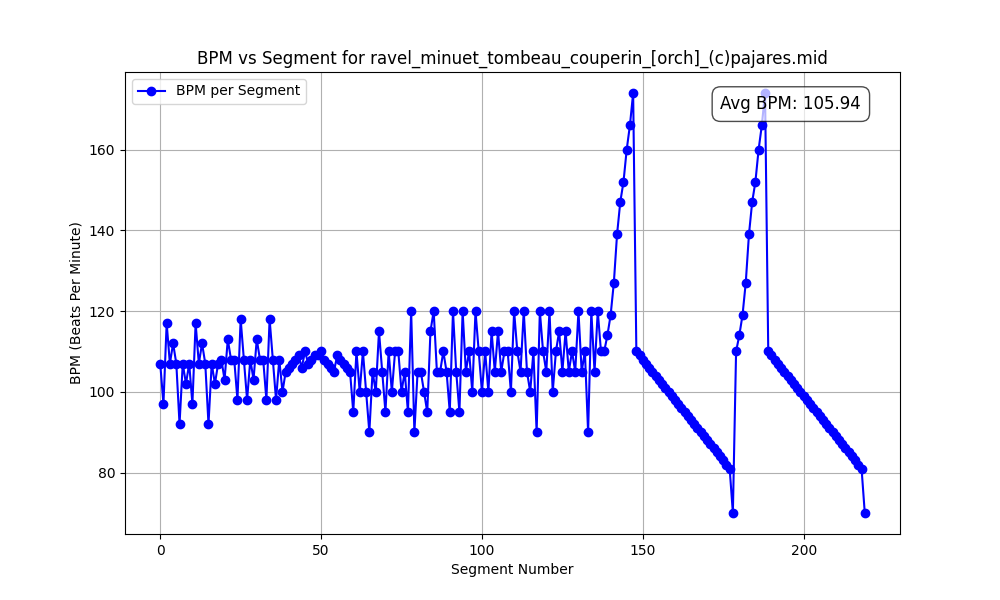 BPM vs Segment for ravel_minuet_tombeau_couperin_[orch]_(c)pajares.mid
BPM per Segment
Avg BPM: 105.94
BPM (Beats Per Minute)
160
140
120
100
80
0
50
100
150
200
Segment Number